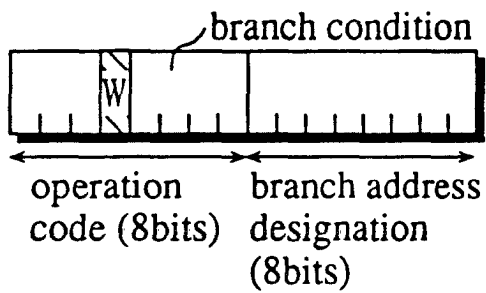 branch condition
W
operation
code (8bits)
branch address
designation
(8bits)